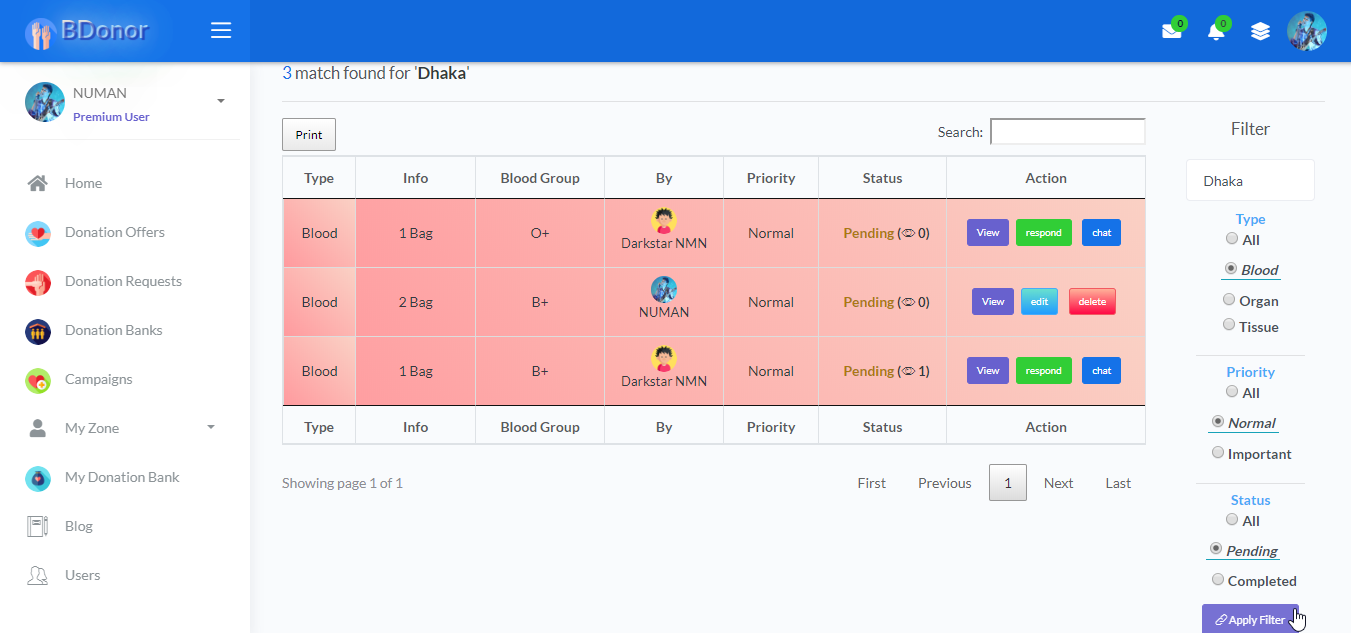 BDonor
0
0
NUMAN
Premium User
Home
Donation Offers
Donation Requests
Donation Banks
Campaigns
My Zone
My Donation Bank
Blog
Users
3 match found for 'Dhaka'
Print
Search:
Type Info Blood Group By Priority Status Action
Blood 1 Bag O+ Darkstar NMN Normal Pending (0) View respond chat
Blood 2 Bag B+ NUMAN Normal Pending (0) View edit delete
Blood 1 Bag B+ Darkstar NMN Normal Pending (1) View respond chat
Type Info Blood Group By Priority Status Action
Showing page 1 of 1
First Previous 1 Next Last
Filter
Dhaka
Type
All
Blood
Organ
Tissue
Priority
All
Normal
Important
Status
All
Pending
Completed
Apply Filter